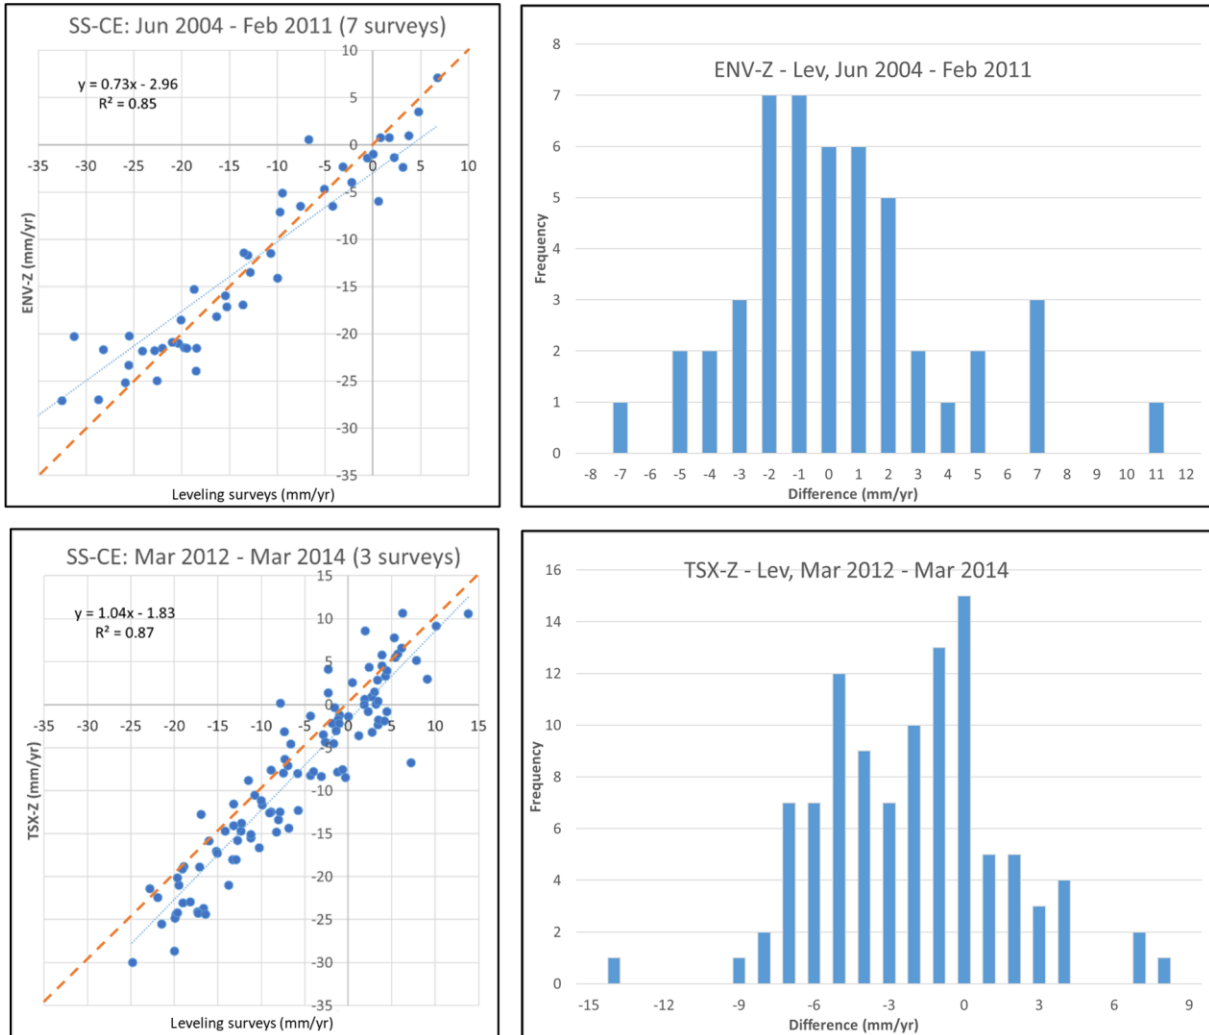 SS-CE: Jun 2004 - Feb 2011 (7 surveys)
y = 0.73x - 2.96
R² = 0.85
10
5
0
-5
-10
-15
-20
-25
-30
-35
-35 -30 -25 -20 -15 -10 -5 0 5 10
ENV-Z (mm/yr)
Leveling surveys (mm/yr)
ENV-Z - Lev, Jun 2004 - Feb 2011
8
7
6
5
4
3
2
1
0
Frequency
-8 -7 -6 -5 -4 -3 -2 -1 0 1 2 3 4 5 6 7 8 9 10 11 12
Difference (mm/yr)
SS-CE: Mar 2012 - Mar 2014 (3 surveys)
y = 1.04x - 1.83
R² = 0.87
15
10
5
0
-5
-10
-15
-20
-25
-30
-35
-35 -30 -25 -20 -15 -10 -5 0 5 10 15
TSX-Z (mm/yr)
Leveling surveys (mm/yr)
TSX-Z - Lev, Mar 2012 - Mar 2014
16
14
12
10
8
6
4
2
0
Frequency
-15 -12 -9 -6 -3 0 3 6 9
Difference (mm/yr)